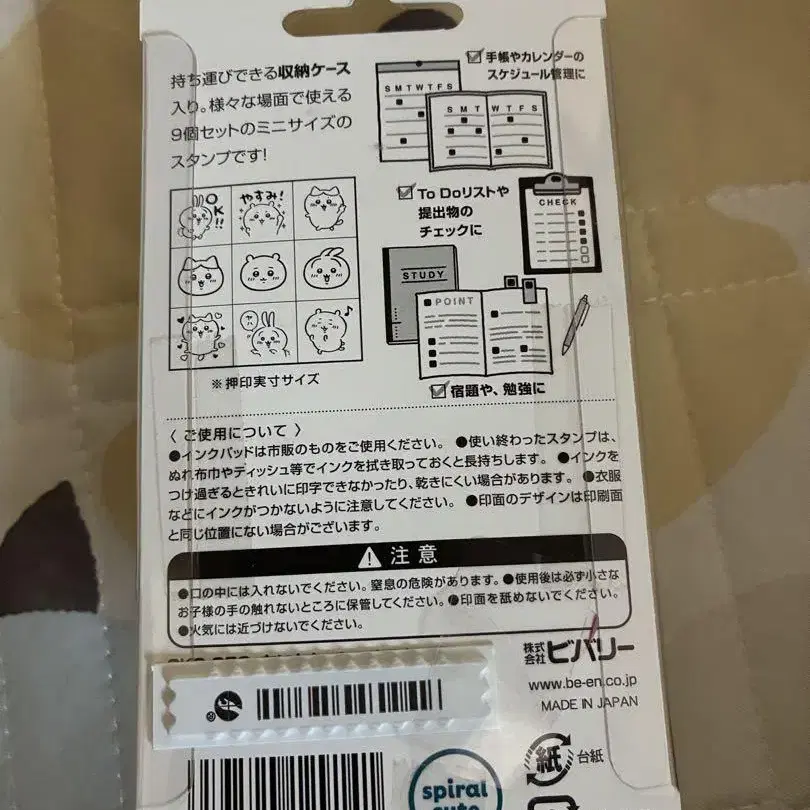 持ち運びできる収納ケース
入り。様々な場面で使える
9個セットのミニサイズの
スタンプです!
手帳やカレンダーの
スケジュール管理に
S M T W T F S
S M T W T F S
OK!!
やすみ!
To Doリストや
提出物の
チェックに
CHECK
STUDY
POINT
※押印実寸サイズ
宿題や、勉強に
〈 ご使用について 〉
●インクパッドは市販のものをご使用ください。 ●使い終わったスタンプは、
ぬれ布巾やティッシュ等でインクを拭き取っておくと長持ちします。 ●インクを
つけ過ぎるときれいに印字できなかったり、乾きにくい場合があります。 ●衣服
などにインクがつかないように注意してください。 ●印面のデザインは印刷面
と同じ位置にない場合がございます。
注意
●口の中には入れないでください。窒息の危険があります。●使用後は必ず小さな
お子様の手の触れないところに保管してください。●印面を舐めないでください。
●火気には近づけないでください。
株式会社ビバリー
www.be-en.co.jp
MADE IN JAPAN
紙 台紙
spiral
cute